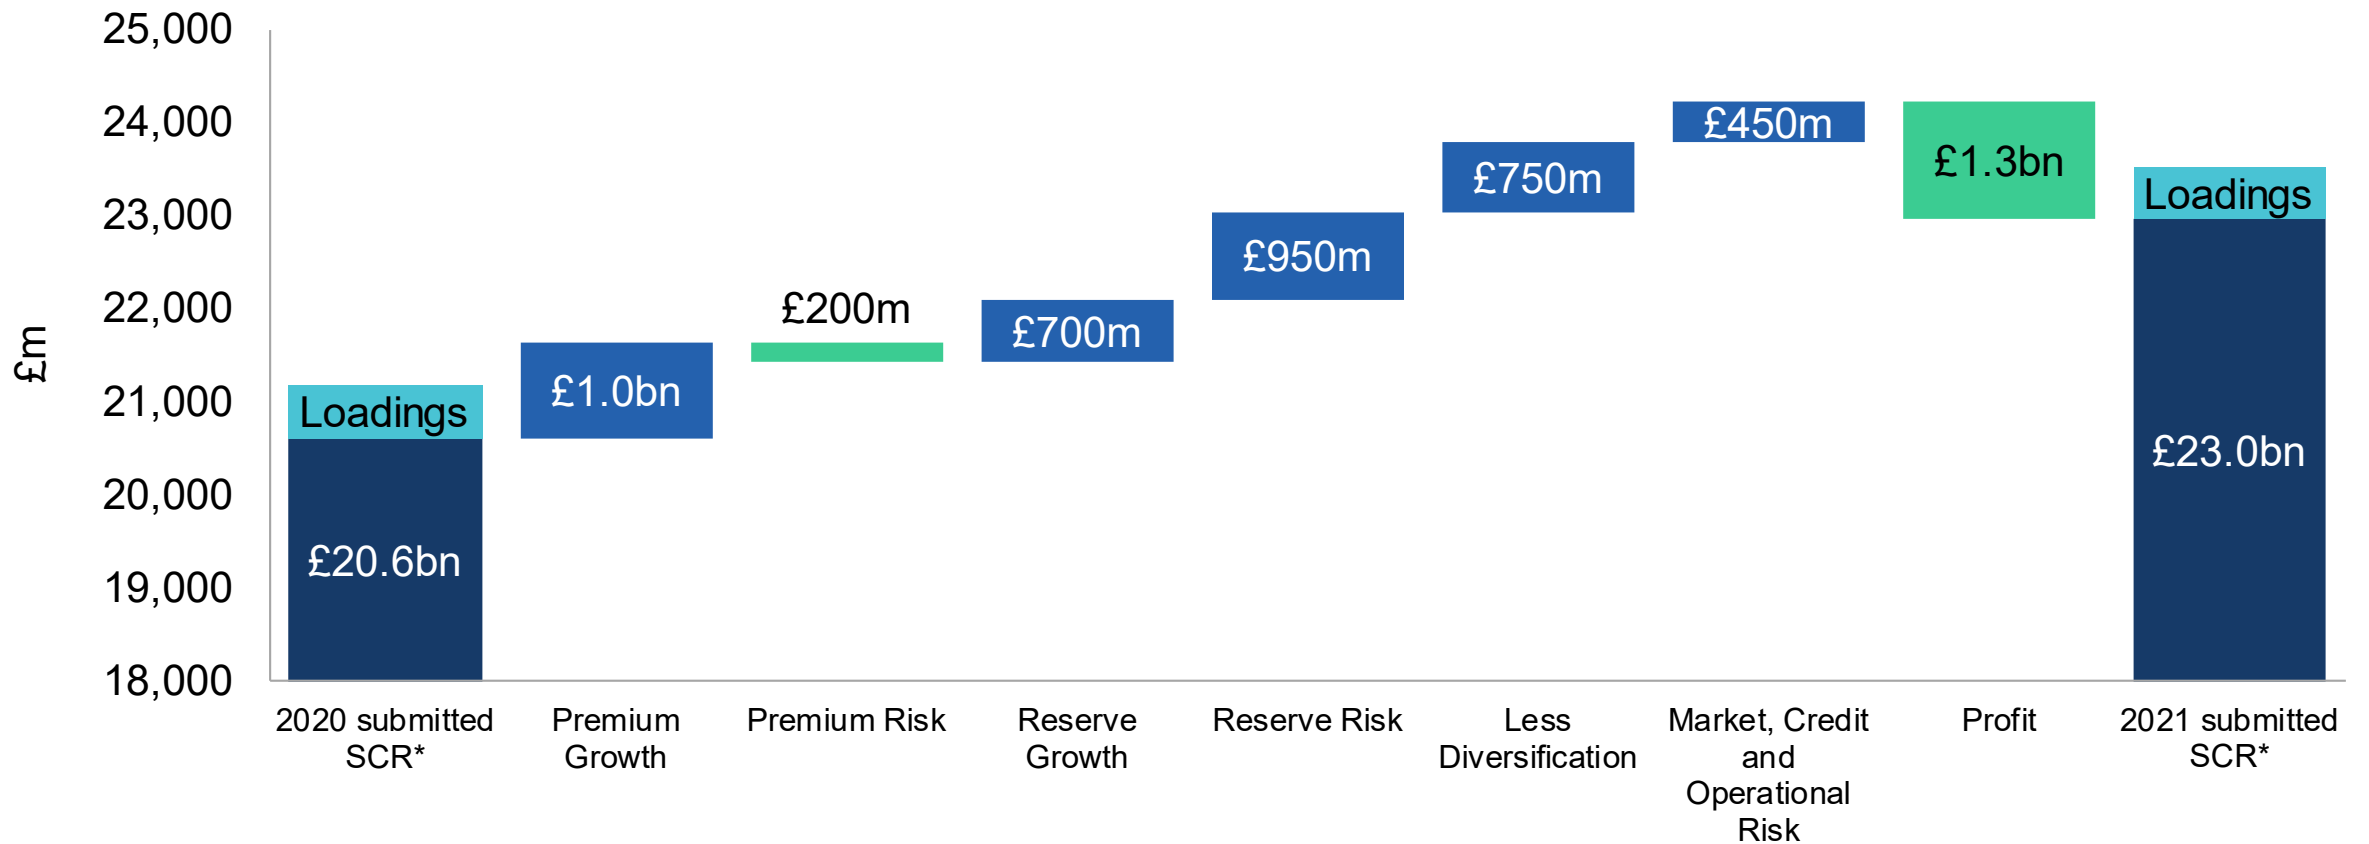 25,000
24,000
23,000
22,000
21,000
20,000
19,000
18,000
£m
Loadings
£20.6bn
£1.0bn
£200m
£700m
£950m
£750m
£450m
£1.3bn
Loadings
£23.0bn
2020 submitted
SCR*
Premium
Growth
Premium Risk
Reserve
Growth
Reserve Risk
Less
Diversification
Market, Credit
and
Operational
Risk
Profit
2021 submitted
SCR*